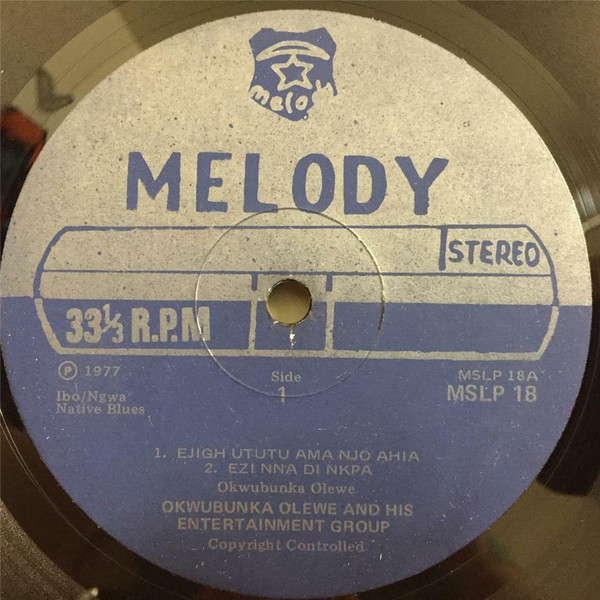 melody
MELODY
STEREO
33⅓ R.P.M
Ⓟ 1977
Side
MSLP 18A
Ibo/Ngwa
1
MSLP 18
Native Blues
1. EJIGH UTUTU AMA NJO AHIA
2. EZI NNA DI NKPA
Okwubunka Olewe
OKWUBUNKA OLEWE AND HIS
ENTERTAINMENT GROUP
Copyright Controlled